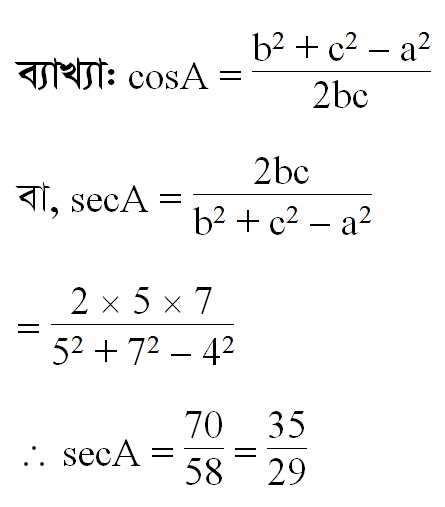 ব্যাখ্যাঃ cosA = (b² + c² – a²)/(2bc)
বা, secA = (2bc)/(b² + c² – a²)
= (2 × 5 × 7)/(5² + 7² – 4²)
∴ secA = 70/58 = 35/29